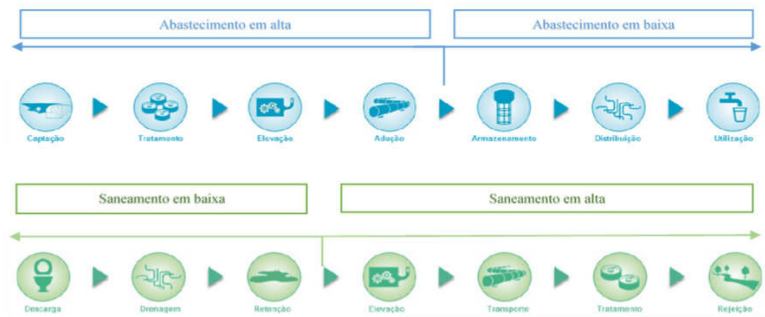 Abastecimento em alta Abastecimento em baixa
Captação Tratamento Elevação Adução Armazenamento Distribuição Utilização
Saneamento em baixa Saneamento em alta
Descarga Drenagem Retenção Elevação Transporte Tratamento Rejeição